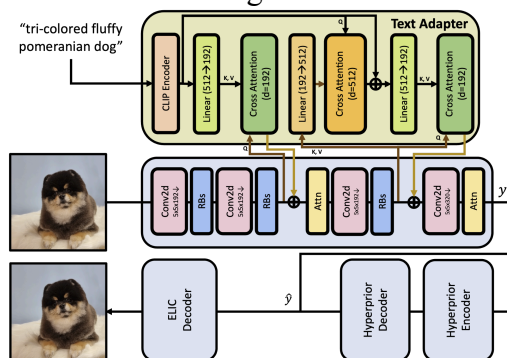 Text Adapter
“tri-colored fluffy
pomeranian dog”
CLIP Encoder
Linear (512→192)
K, V
Cross Attention
(d=192)
Linear (192→512)
Q
Cross Attention
(d=512)
Linear (512→192)
K, V
Cross Attention
(d=192)
Q
K, V
Q
Conv2d
5x5x192↓
RBs
Conv2d
5x5x192↓
RBs
Attn
Conv2d
5x5x192↓
RBs
Conv2d
5x5x320↓
Attn
y
ELIC
Decoder
ŷ
Hyperprior
Decoder
Hyperprior
Encoder